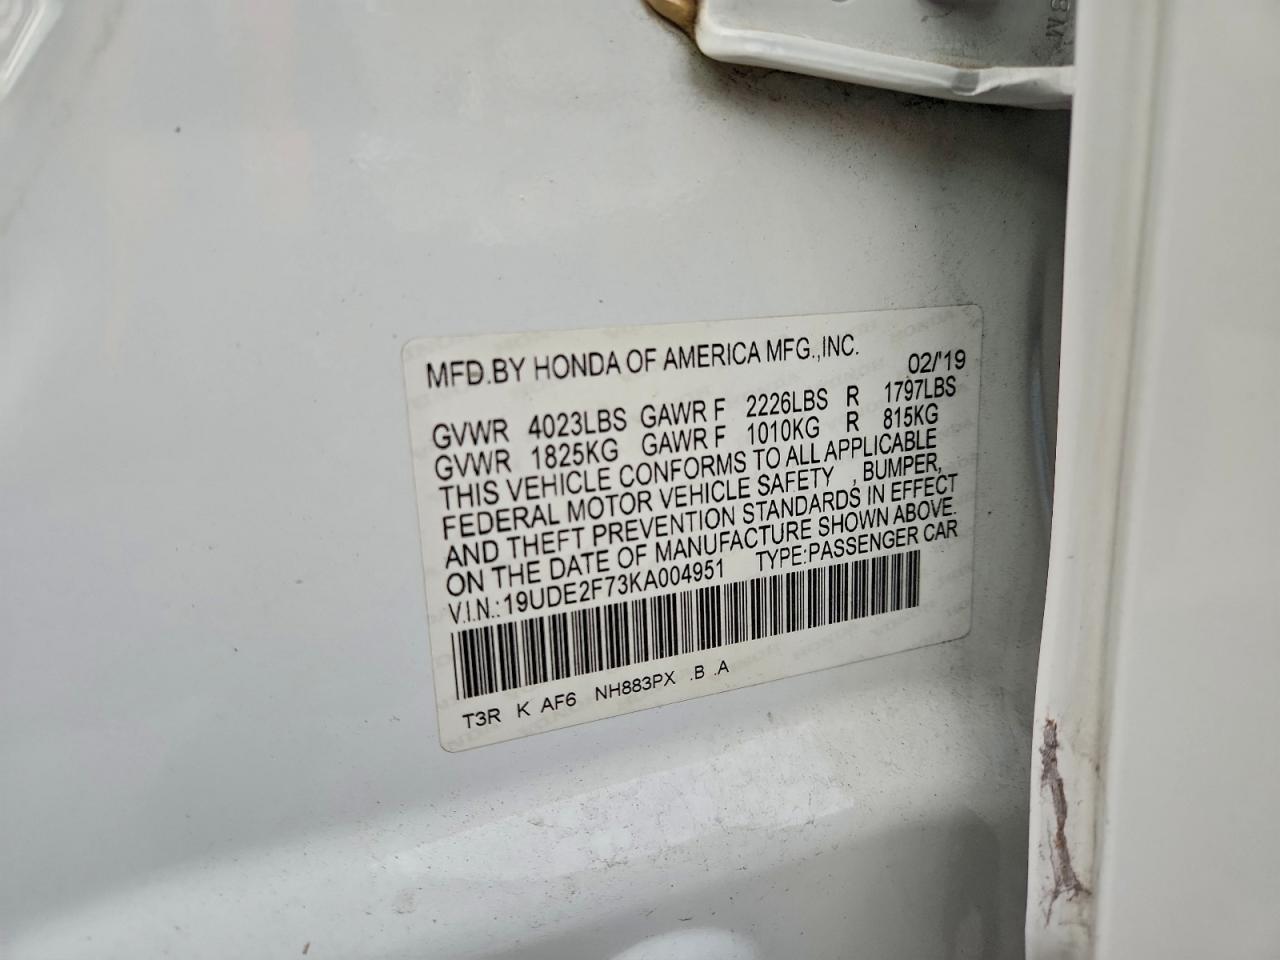 MFD.BY HONDA OF AMERICA MFG.,INC.
02/'19
GVWR 4023LBS GAWR F 2226LBS R 1797LBS
GVWR 1825KG GAWR F 1010KG R 815KG
THIS VEHICLE CONFORMS TO ALL APPLICABLE
FEDERAL MOTOR VEHICLE SAFETY , BUMPER,
AND THEFT PREVENTION STANDARDS IN EFFECT
ON THE DATE OF MANUFACTURE SHOWN ABOVE.
V.I.N.:19UDE2F73KA004951 TYPE:PASSENGER CAR
T3R K AF6 NH883PX .B .A